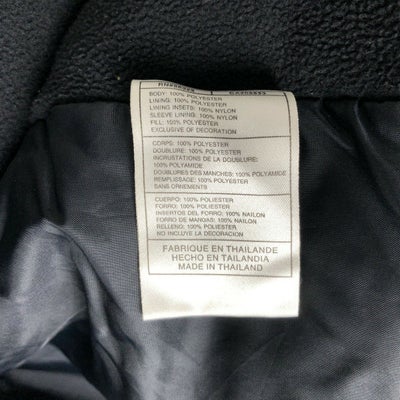 BODY: 100% POLYESTER
LINING: 100% POLYESTER
LINING INSETS: 100% NYLON
SLEEVE LINING: 100% NYLON
FILL: 100% POLYESTER
EXCLUSIVE OF DECORATION
CORPS: 100% POLYESTER
DOUBLURE: 100% POLYESTER
INCRUSTATIONS DE LA DOUBLURE:
100% POLYAMIDE
DOUBLURES DES MANCHES: 100% POLYAMIDE
REMPLISSAGE: 100% POLYESTER
SANS ORNEMENTS
CUERPO: 100% POLIESTER
FORRO: 100% POLIESTER
INSERTOS DEL FORRO: 100% NAILON
FORRO DE MANGAS: 100% NAILON
RELLENO: 100% POLIESTER
NO INCLUYE LA DECORACION
FABRIQUE EN THAILANDE
HECHO EN TAILANDIA
MADE IN THAILAND